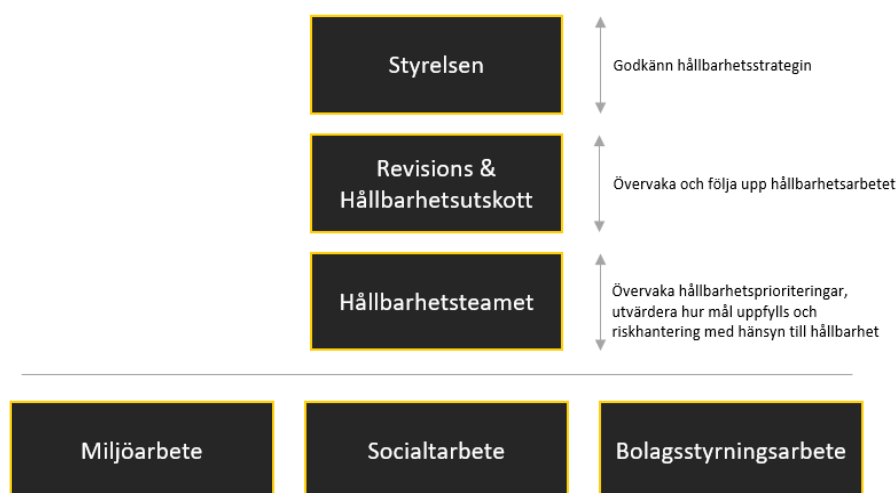 Styrelsen
Godkänn hållbarhetsstrategin
Revisions &
Hållbarhetsutskott
Övervaka och följa upp hållbarhetsarbetet
Hållbarhetsteamet
Övervaka hållbarhetsprioriteringar,
utvärdera hur mål uppfylls och
riskhantering med hänsyn till hållbarhet
Miljöarbete
Socialtarbete
Bolagsstyrningsarbete